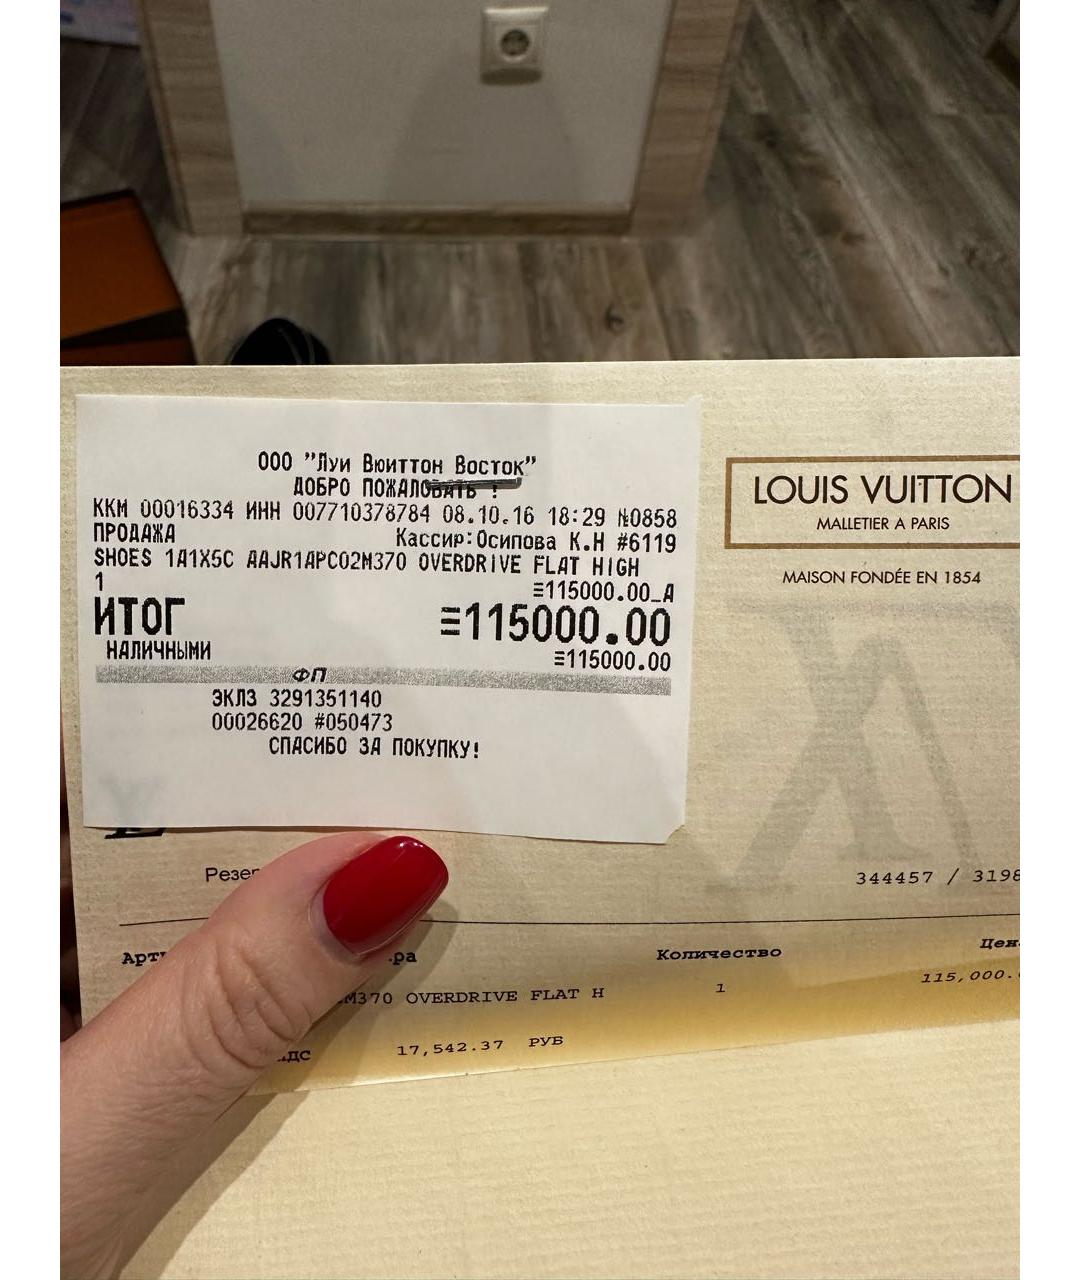 ООО "Луи Вюиттон Восток"
ДОБРО ПОЖАЛОВАТЬ !
ККМ 00016334 ИНН 007710378784 08.10.16 18:29 №0858
ПРОДАЖА Кассир:Осипова К.Н #6119
SHOES 1A1X5C AAJR1APC02M370 OVERDRIVE FLAT HIGH
1 ≡115000.00_А
ИТОГ ≡115000.00
НАЛИЧНЫМИ ≡115000.00
ФП
ЭКЛЗ 3291351140
00026620 #050473
СПАСИБО ЗА ПОКУПКУ!
LOUIS VUITTON
MALLETIER A PARIS
MAISON FONDÉE EN 1854
344457 / 3198
Количество
M370 OVERDRIVE FLAT H 1 115,000.
НДС 17,542.37 РУБ